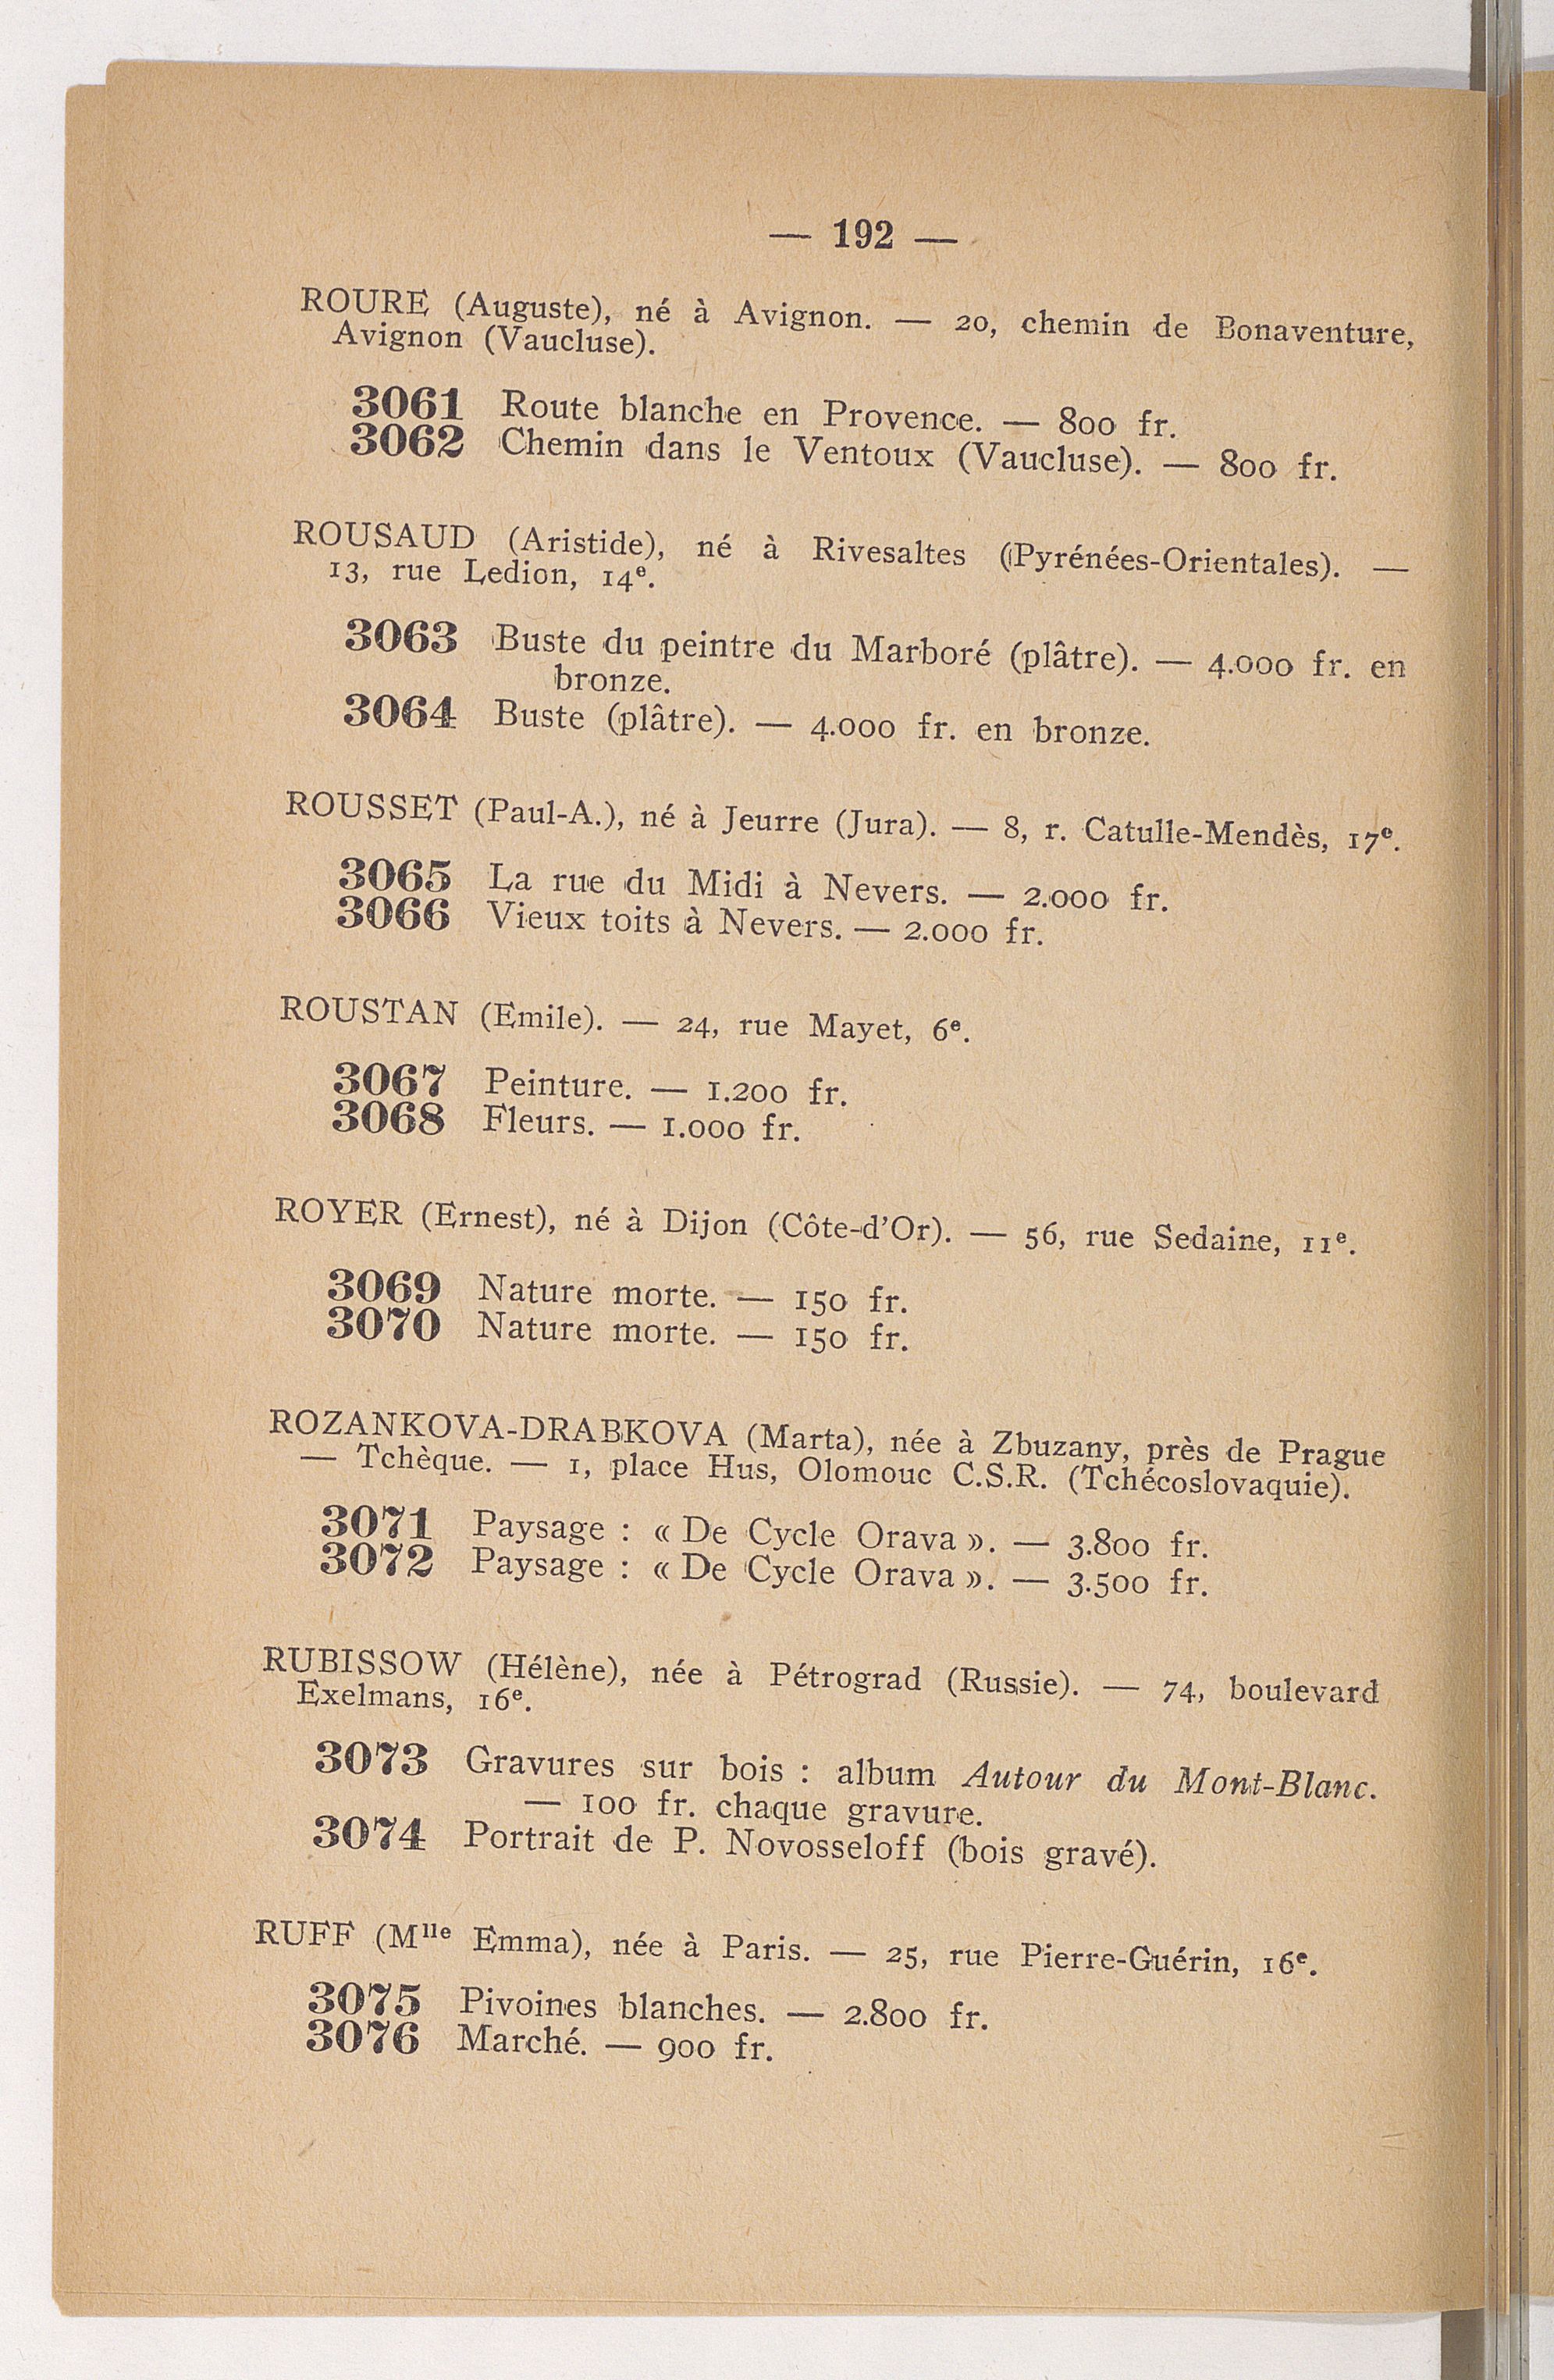 — 192 —
ROURE (Auguste), né à Avignon. — 20, chemin de Bonaventure,
Avignon (Vaucluse).
3061 Route blanche en Provence. — 800 fr.
3062 Chemin dans le Ventoux (Vaucluse). — 800 fr.
ROUSAUD (Aristide), né à Rivesaltes (Pyrénées-Orientales). —
13, rue Ledion, 14e.
3063 Buste du peintre du Marboré (plâtre). — 4.000 fr. en
bronze.
3064 Buste (plâtre). — 4.000 fr. en bronze.
ROUSSET (Paul-A.), né à Jeurre (Jura). — 8, r. Catulle-Mendès, 17e.
3065 La rue du Midi à Nevers. — 2.000 fr.
3066 Vieux toits à Nevers. — 2.000 fr.
ROUSTAN (Emile). — 24, rue Mayet, 6e.
3067 Peinture. — 1.200 fr.
3068 Fleurs. — 1.000 fr.
ROYER (Ernest), né à Dijon (Côte-d'Or). — 56, rue Sedaine, 11e.
3069 Nature morte. — 150 fr.
3070 Nature morte. — 150 fr.
ROZANKOVA-DRABKOVA (Marta), née à Zbuzany, près de Prague
— Tchèque. — 1, place Hus, Olomouc C.S.R. (Tchécoslovaquie).
3071 Paysage : « De Cycle Orava ». — 3.800 fr.
3072 Paysage : « De Cycle Orava ». — 3.500 fr.
RUBISSOW (Hélène), née à Pétrograd (Russie). — 74, boulevard
Exelmans, 16e.
3073 Gravures sur bois : album Autour du Mont-Blanc.
— 100 fr. chaque gravure.
3074 Portrait de P. Novosseloff (bois gravé).
RUFF (Mlle Emma), née à Paris. — 25, rue Pierre-Guérin, 16e.
3075 Pivoines blanches. — 2.800 fr.
3076 Marché. — 900 fr.